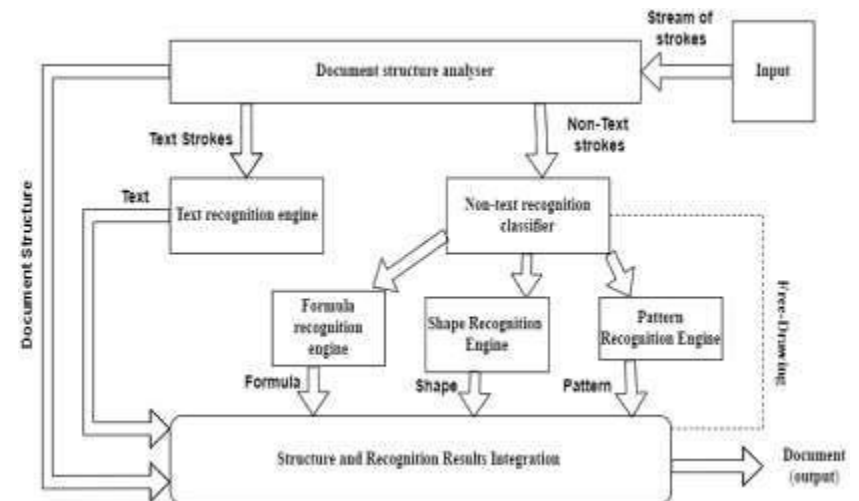 Stream of
strokes
Document structure analyser
Input
Text Strokes
Non-Text
strokes
Text
Text recognition engine
Non-text recognition
classifier
Document Structure
Free-Drawing
Formula
recognition
engine
Shape Recognition
Engine
Pattern
Recognition Engine
Formula
Shape
Pattern
Structure and Recognition Results Integration
Document
(output)